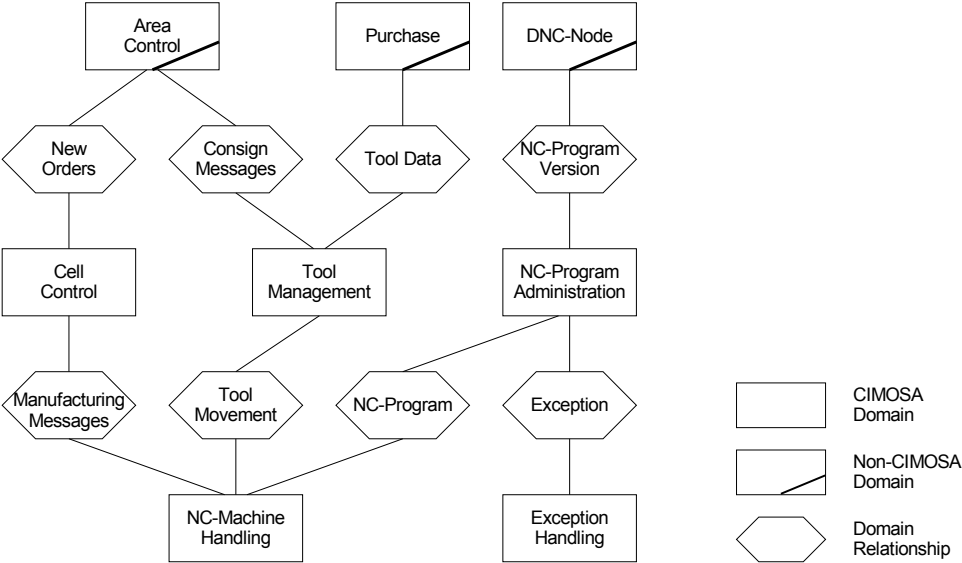 Area
Control
Purchase
DNC-Node
New
Orders
Consign
Messages
Tool Data
NC-Program
Version
Cell
Control
Tool
Management
NC-Program
Administration
Manufacturing
Messages
Tool
Movement
NC-Program
Exception
NC-Machine
Handling
Exception
Handling
CIMOSA
Domain
Non-CIMOSA
Domain
Domain
Relationship